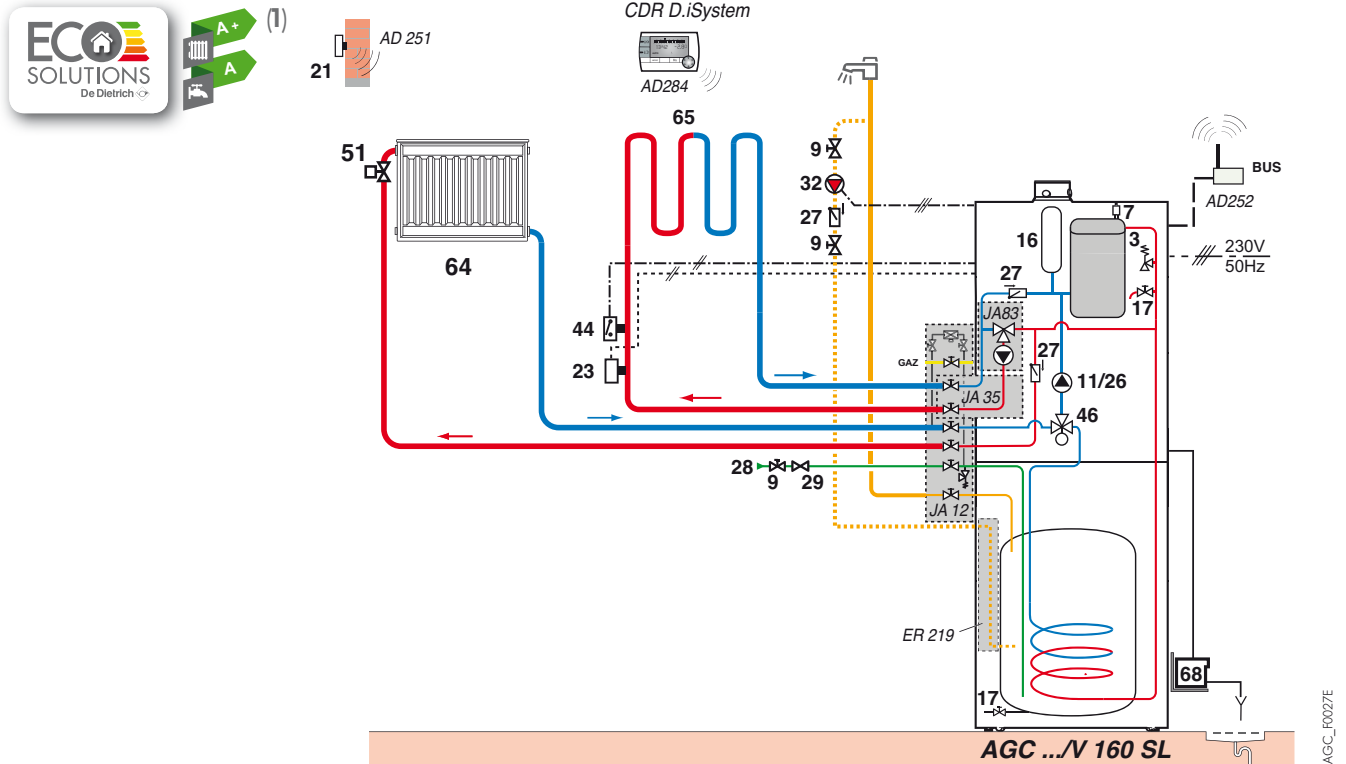 ECO
SOLUTIONS
De Dietrich
A+
A
(1)
AD 251
21
CDR D.iSystem
AD284
65
51
64
9
32
27
9
44
23
BUS
AD252
7
16
3
230V
50Hz
27
17
JA83
GAZ
27
JA 35
11/26
46
28
9
29
JA 12
ER 219
68
17
AGC .../V 160 SL
AGC_F0027E